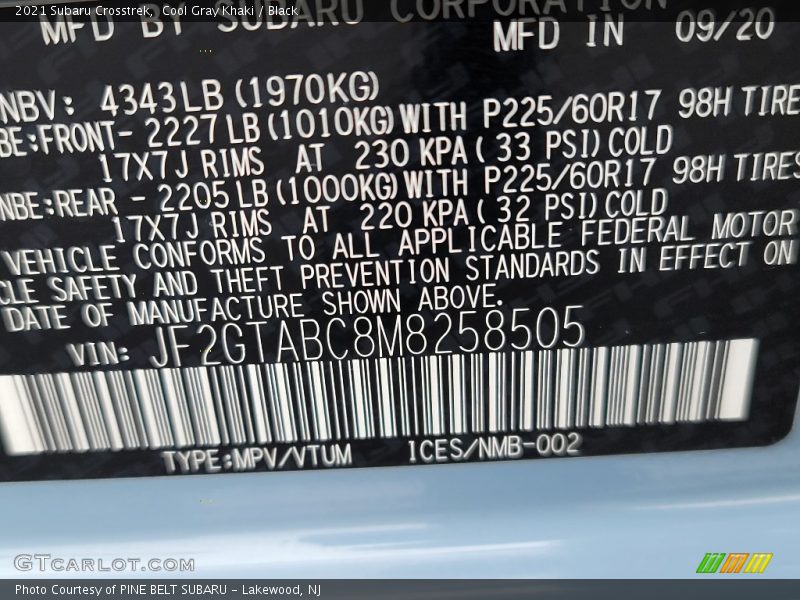 2021 Subaru Crosstrek, Cool Gray Khaki / Black
MFD BY SUBARU CORPORATION
MFD IN 09/20
NBV: 4343LB (1970KG)
BE:FRONT- 2227 LB (1010KG) WITH P225/60R17 98H TIRE
17X7J RIMS AT 230 KPA ( 33 PSI) COLD
NBE:REAR - 2205 LB (1000KG) WITH P225/60R17 98H TIRES
17X7J RIMS AT 220 KPA ( 32 PSI) COLD
VEHICLE CONFORMS TO ALL APPLICABLE FEDERAL MOTOR
CLE SAFETY AND THEFT PREVENTION STANDARDS IN EFFECT ON
DATE OF MANUFACTURE SHOWN ABOVE.
VIN: JF2GTABC8M8258505
TYPE:MPV/VTUM ICES/NMB-002
GTCARLOT.COM
Photo Courtesy of PINE BELT SUBARU - Lakewood, NJ